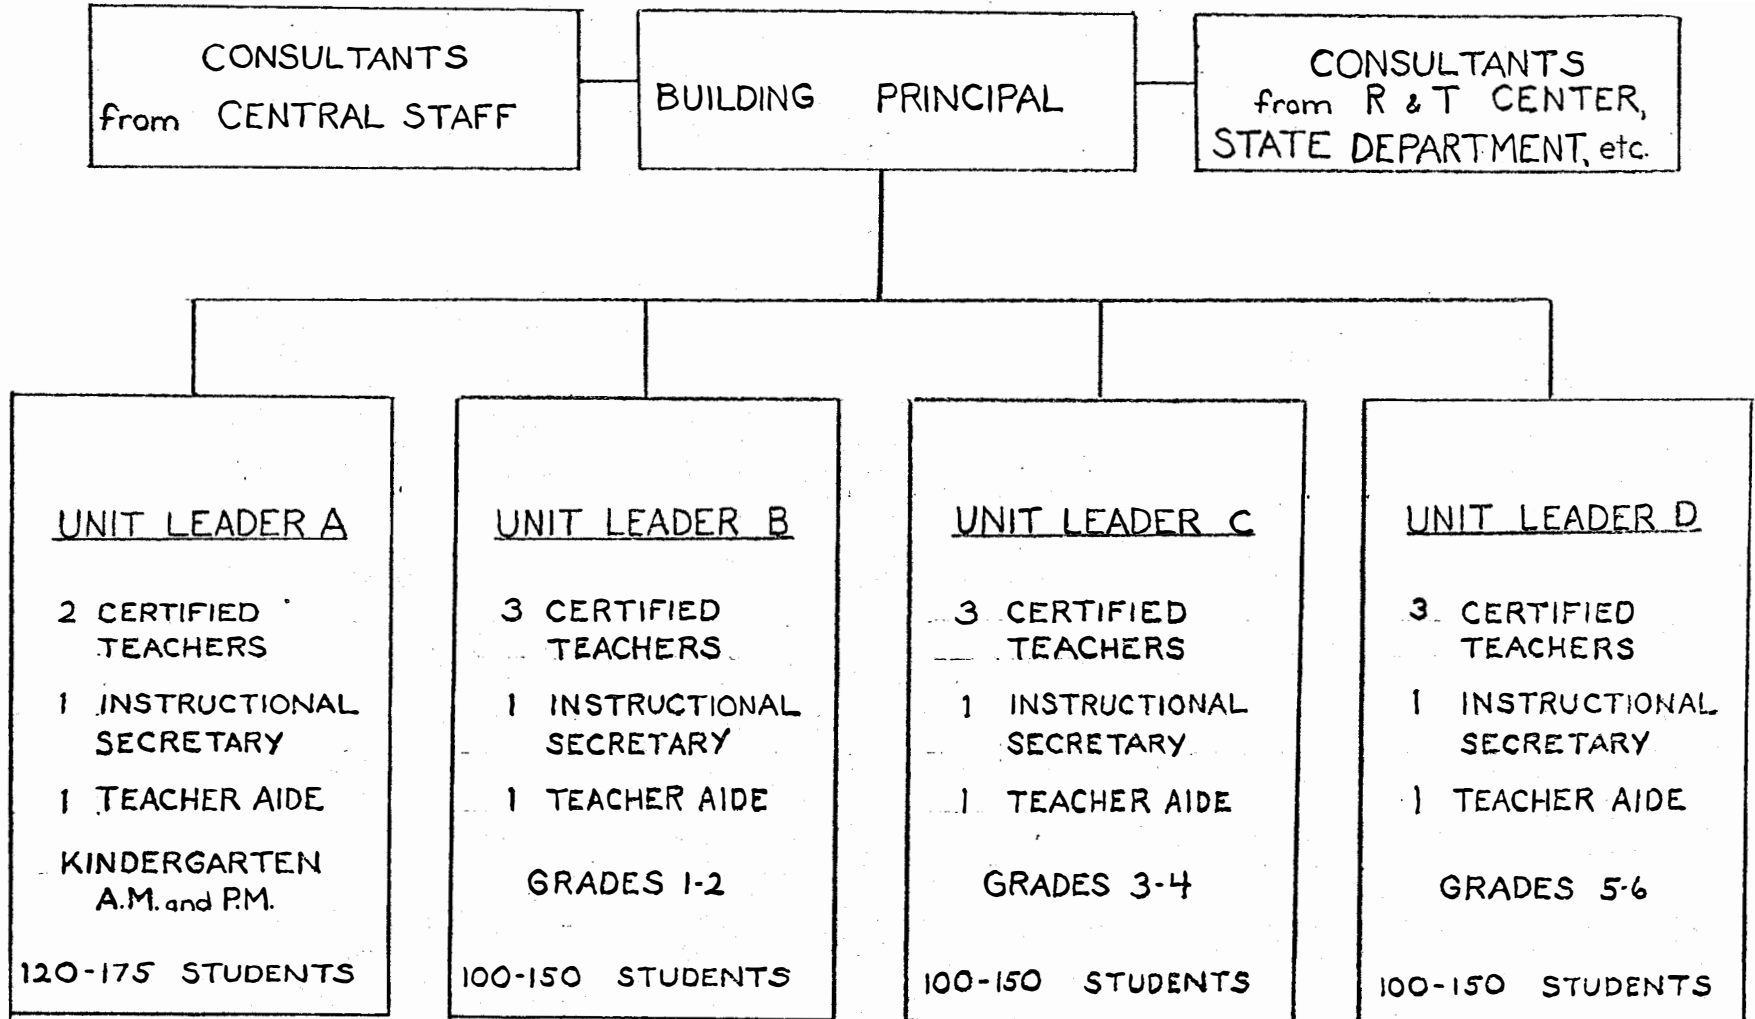 CONSULTANTS
from CENTRAL STAFF
BUILDING PRINCIPAL
CONSULTANTS
from R & T CENTER,
STATE DEPARTMENT, etc.
UNIT LEADER A
2 CERTIFIED
TEACHERS
1 INSTRUCTIONAL
SECRETARY
1 TEACHER AIDE
KINDERGARTEN
A.M. and P.M.
120-175 STUDENTS
UNIT LEADER B
3 CERTIFIED
TEACHERS
1 INSTRUCTIONAL
SECRETARY
1 TEACHER AIDE
GRADES 1-2
100-150 STUDENTS
UNIT LEADER C
3 CERTIFIED
TEACHERS
1 INSTRUCTIONAL
SECRETARY
1 TEACHER AIDE
GRADES 3-4
100-150 STUDENTS
UNIT LEADER D
3 CERTIFIED
TEACHERS
1 INSTRUCTIONAL
SECRETARY
1 TEACHER AIDE
GRADES 5-6
100-150 STUDENTS